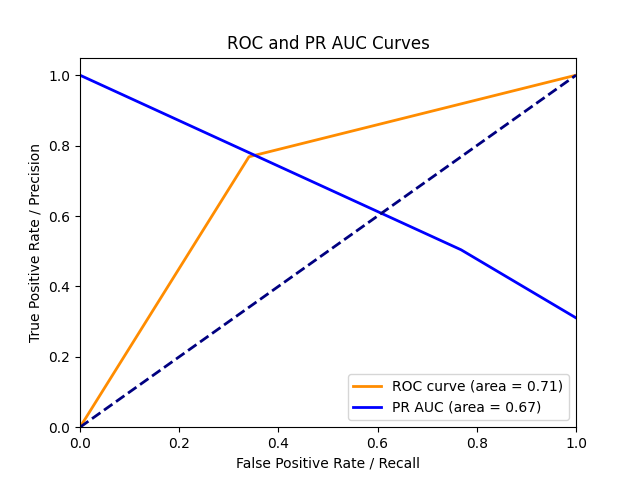 ROC and PR AUC Curves
True Positive Rate / Precision
1.0
0.8
0.6
0.4
0.2
0.0
0.0 0.2 0.4 0.6 0.8 1.0
False Positive Rate / Recall
ROC curve (area = 0.71)
PR AUC (area = 0.67)